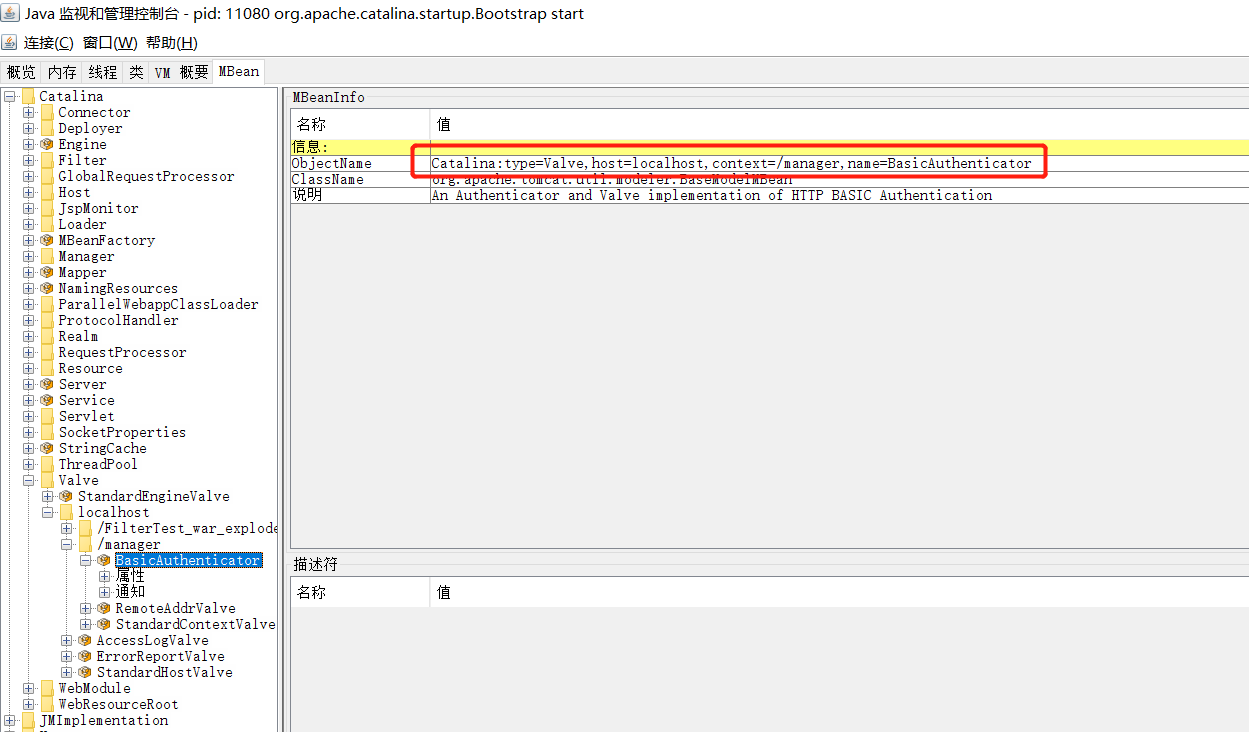 Java 监视和管理控制台 - pid: 11080 org.apache.catalina.startup.Bootstrap start
连接(C) 窗口(W) 帮助(H)
概览 内存 线程 类 VM 概要 MBean
Catalina
Connector
Deployer
Engine
Filter
GlobalRequestProcessor
Host
JspMonitor
Loader
MBeanFactory
Manager
Mapper
NamingResources
ParallelWebappClassLoader
ProtocolHandler
Realm
RequestProcessor
Resource
Server
Service
Servlet
SocketProperties
StringCache
ThreadPool
Valve
StandardEngineValve
localhost
/FilterTest_war_explode
/manager
BasicAuthenticator
属性
通知
RemoteAddrValve
StandardContextValve
AccessLogValve
ErrorReportValve
StandardHostValve
WebModule
WebResourceRoot
JMImplementation
MBeanInfo
名称 值
信息:
ObjectName Catalina:type=Valve,host=localhost,context=/manager,name=BasicAuthenticator
ClassName org.apache.tomcat.util.modeler.BaseModelMBean
说明 An Authenticator and Valve implementation of HTTP BASIC Authentication
描述符
名称 值